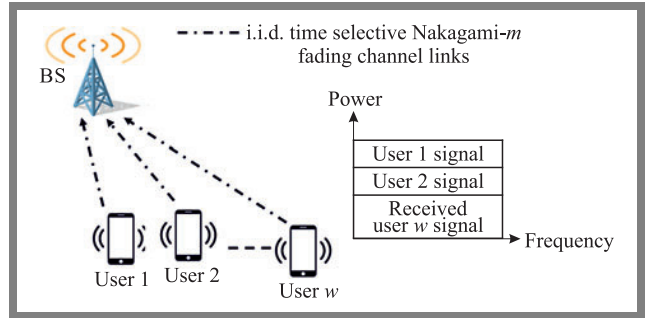 i.i.d. time selective Nakagami-m
fading channel links
BS
Power
User 1 signal
User 2 signal
Received
user w signal
Frequency
User 1
User 2
User w